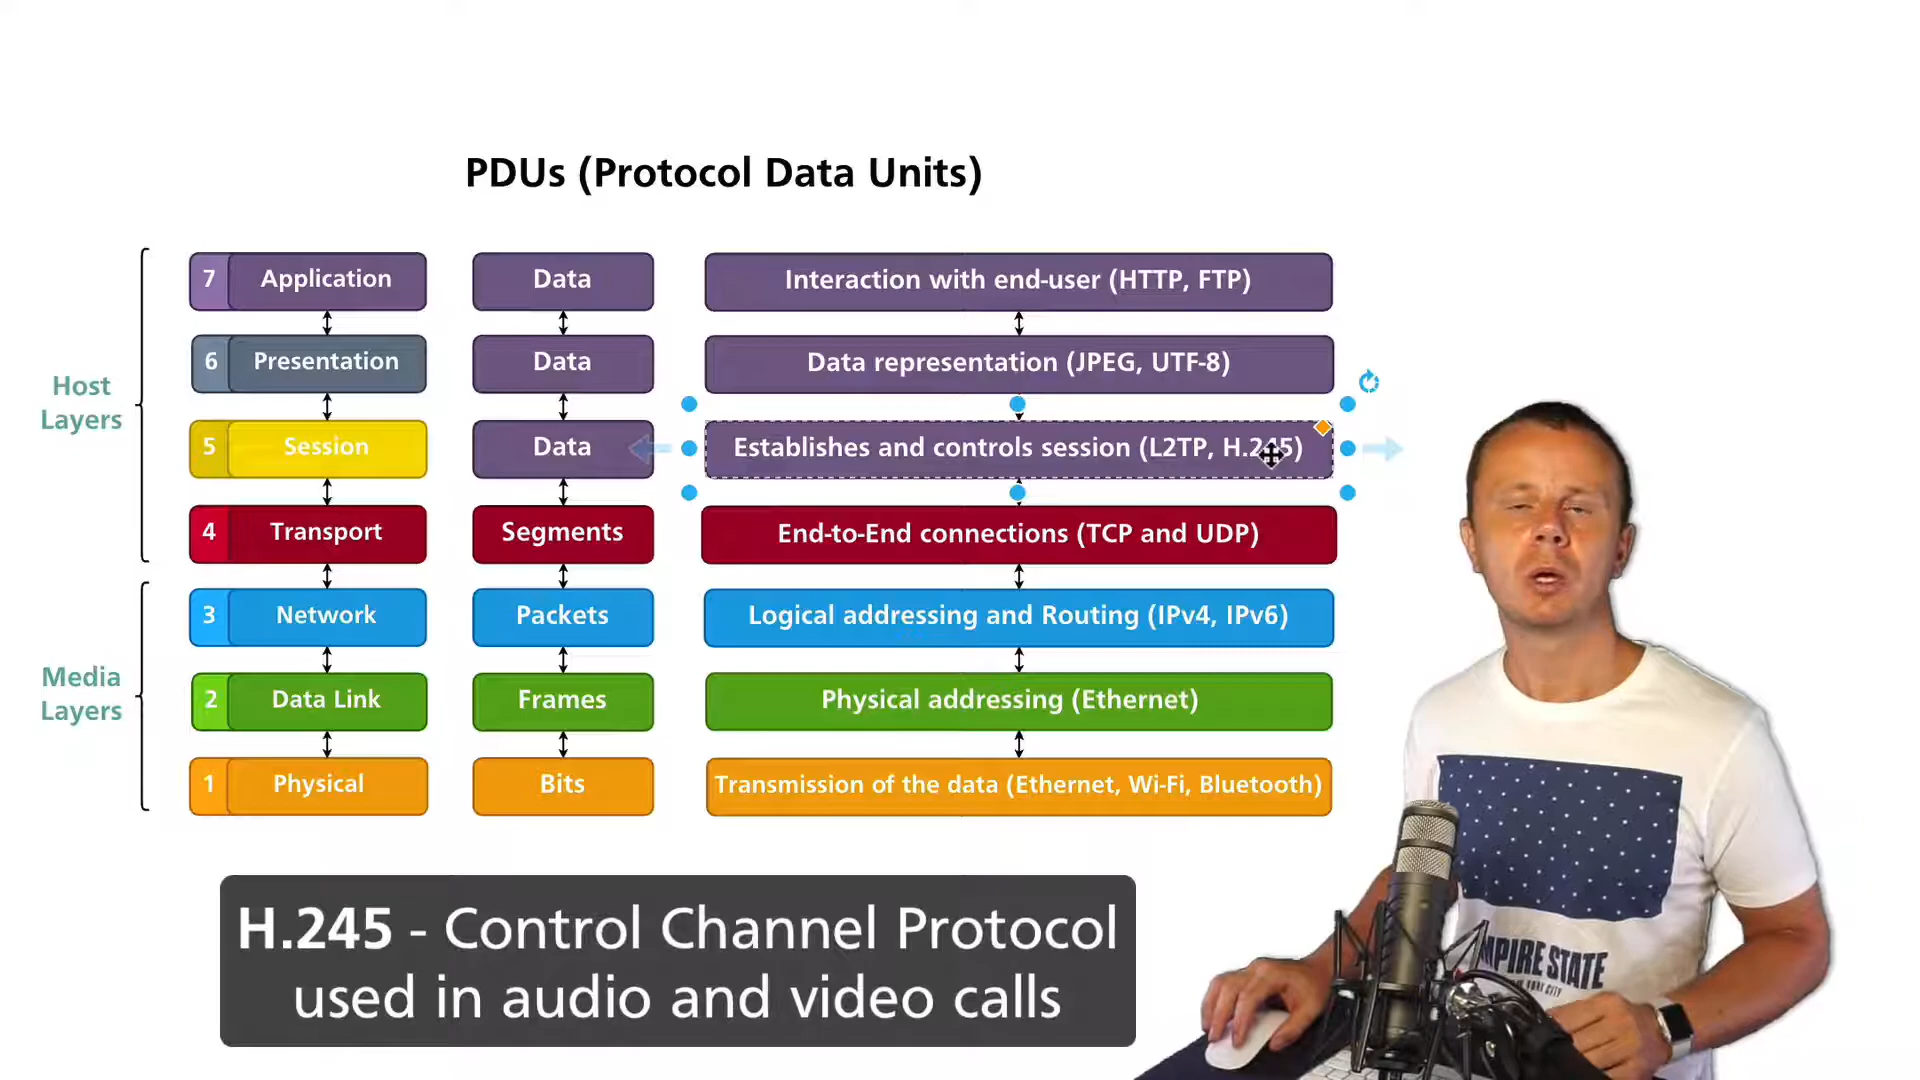 PDUs (Protocol Data Units)
Host
Layers
7 Application Data Interaction with end-user (HTTP, FTP)
6 Presentation Data Data representation (JPEG, UTF-8)
5 Session Data Establishes and controls session (L2TP, H.245)
4 Transport Segments End-to-End connections (TCP and UDP)
Media
Layers
3 Network Packets Logical addressing and Routing (IPv4, IPv6)
2 Data Link Frames Physical addressing (Ethernet)
1 Physical Bits Transmission of the data (Ethernet, Wi-Fi, Bluetooth)
H.245 - Control Channel Protocol
used in audio and video calls
MPIRE STATE
YORK CITY